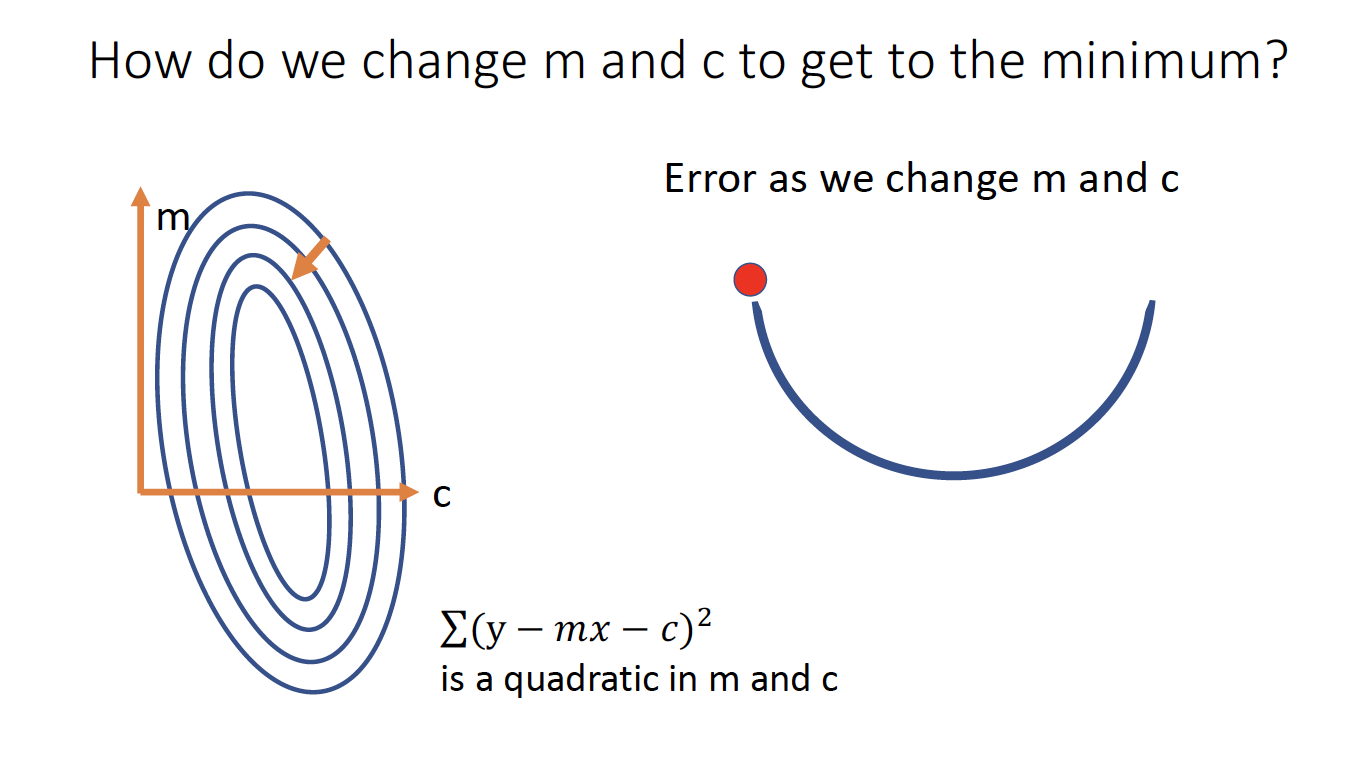 How do we change m and c to get to the minimum?
Error as we change m and c
m
c
∑(y − mx − c)²
is a quadratic in m and c